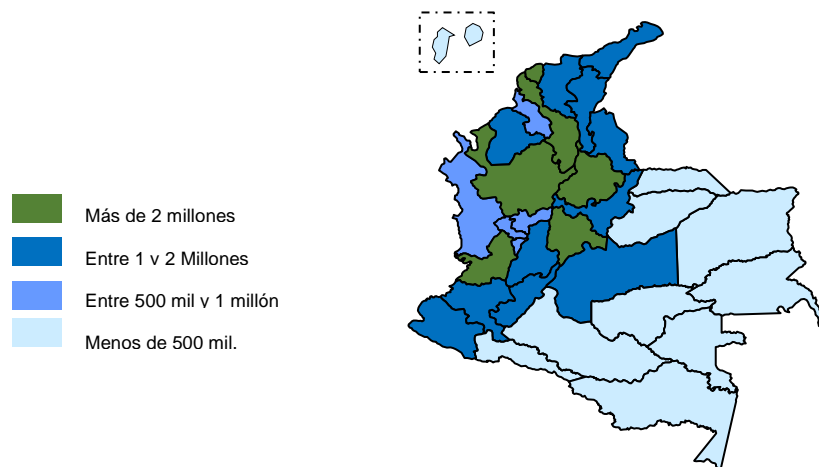 Más de 2 millones
Entre 1 v 2 Millones
Entre 500 mil v 1 millón
Menos de 500 mil.